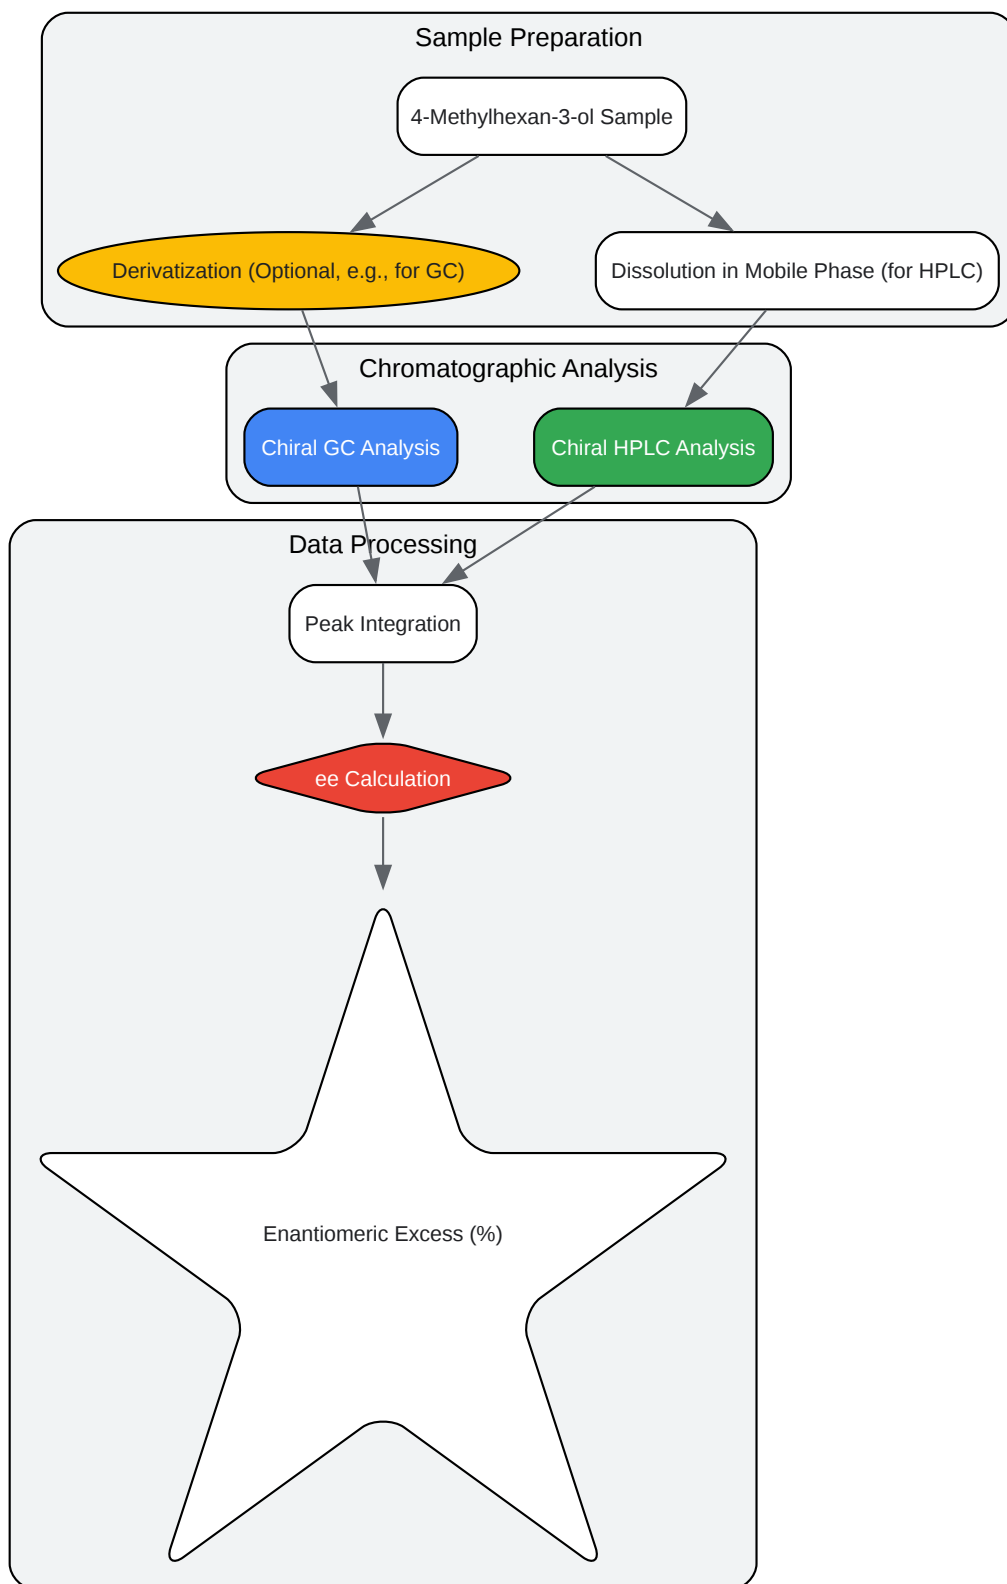 Sample Preparation
4-Methylhexan-3-ol Sample
Derivatization (Optional, e.g., for GC)
Dissolution in Mobile Phase (for HPLC)
Chromatographic Analysis
Chiral GC Analysis
Chiral HPLC Analysis
Data Processing
Peak Integration
ee Calculation
Enantiomeric Excess (%)